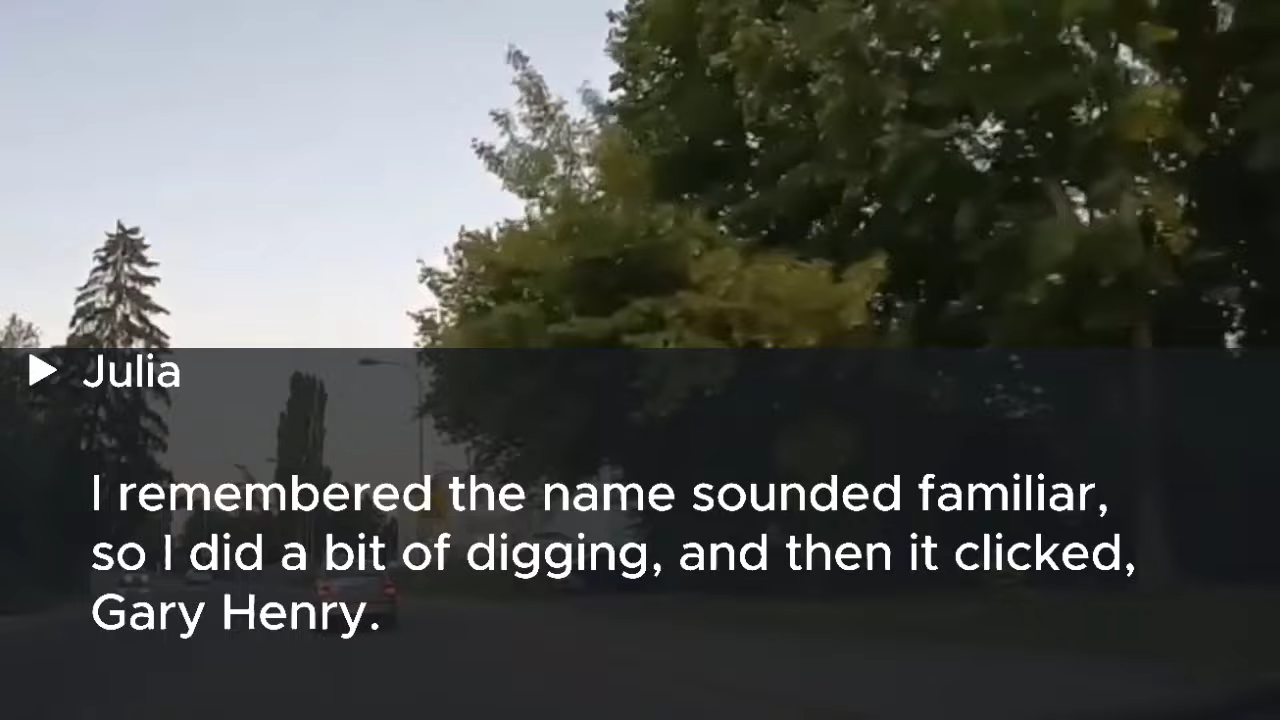 Julia
I remembered the name sounded familiar,
so I did a bit of digging, and then it clicked,
Gary Henry.